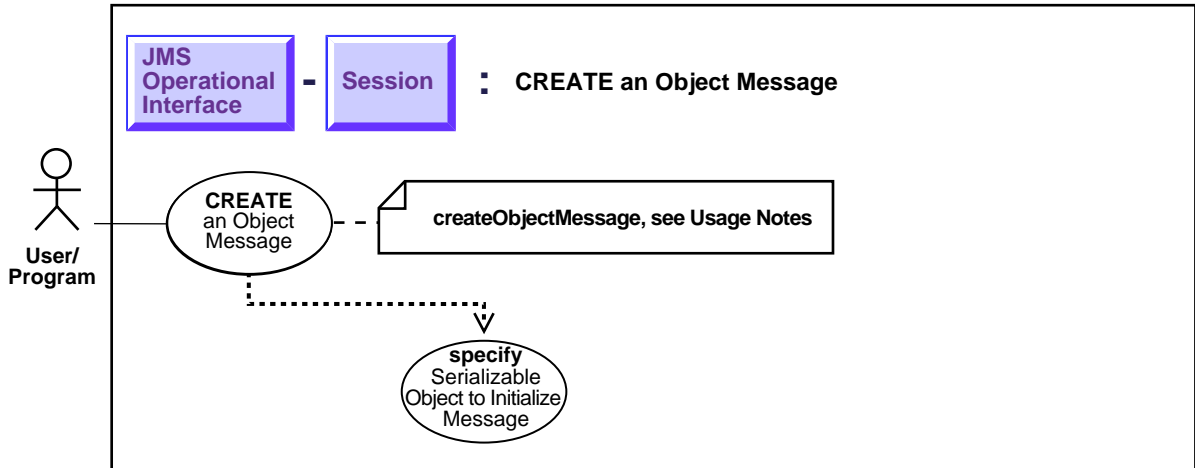 JMS
Operational
Interface
-
Session
:
CREATE an Object Message
User/
Program
CREATE
an Object
Message
createObjectMessage, see Usage Notes
specify
Serializable
Object to Initialize
Message